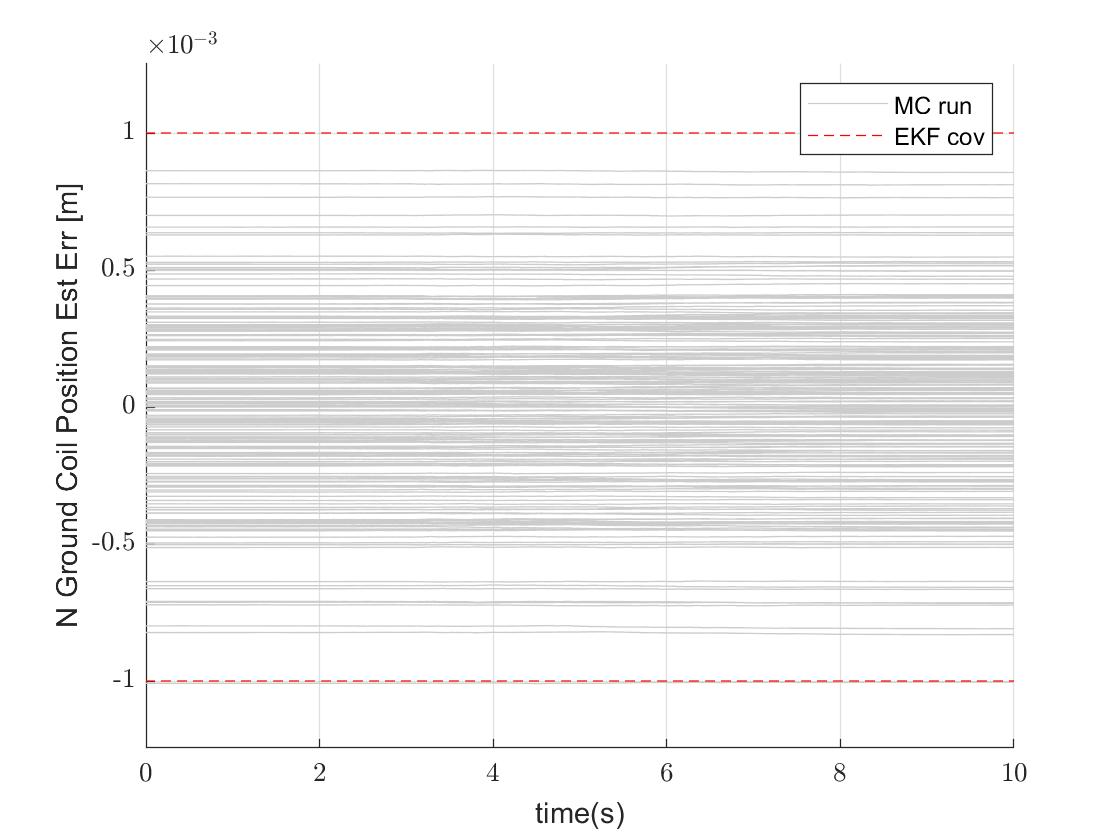 ×10⁻³
N Ground Coil Position Est Err [m]
1
0.5
0
-0.5
-1
MC run
EKF cov
0 2 4 6 8 10
time(s)